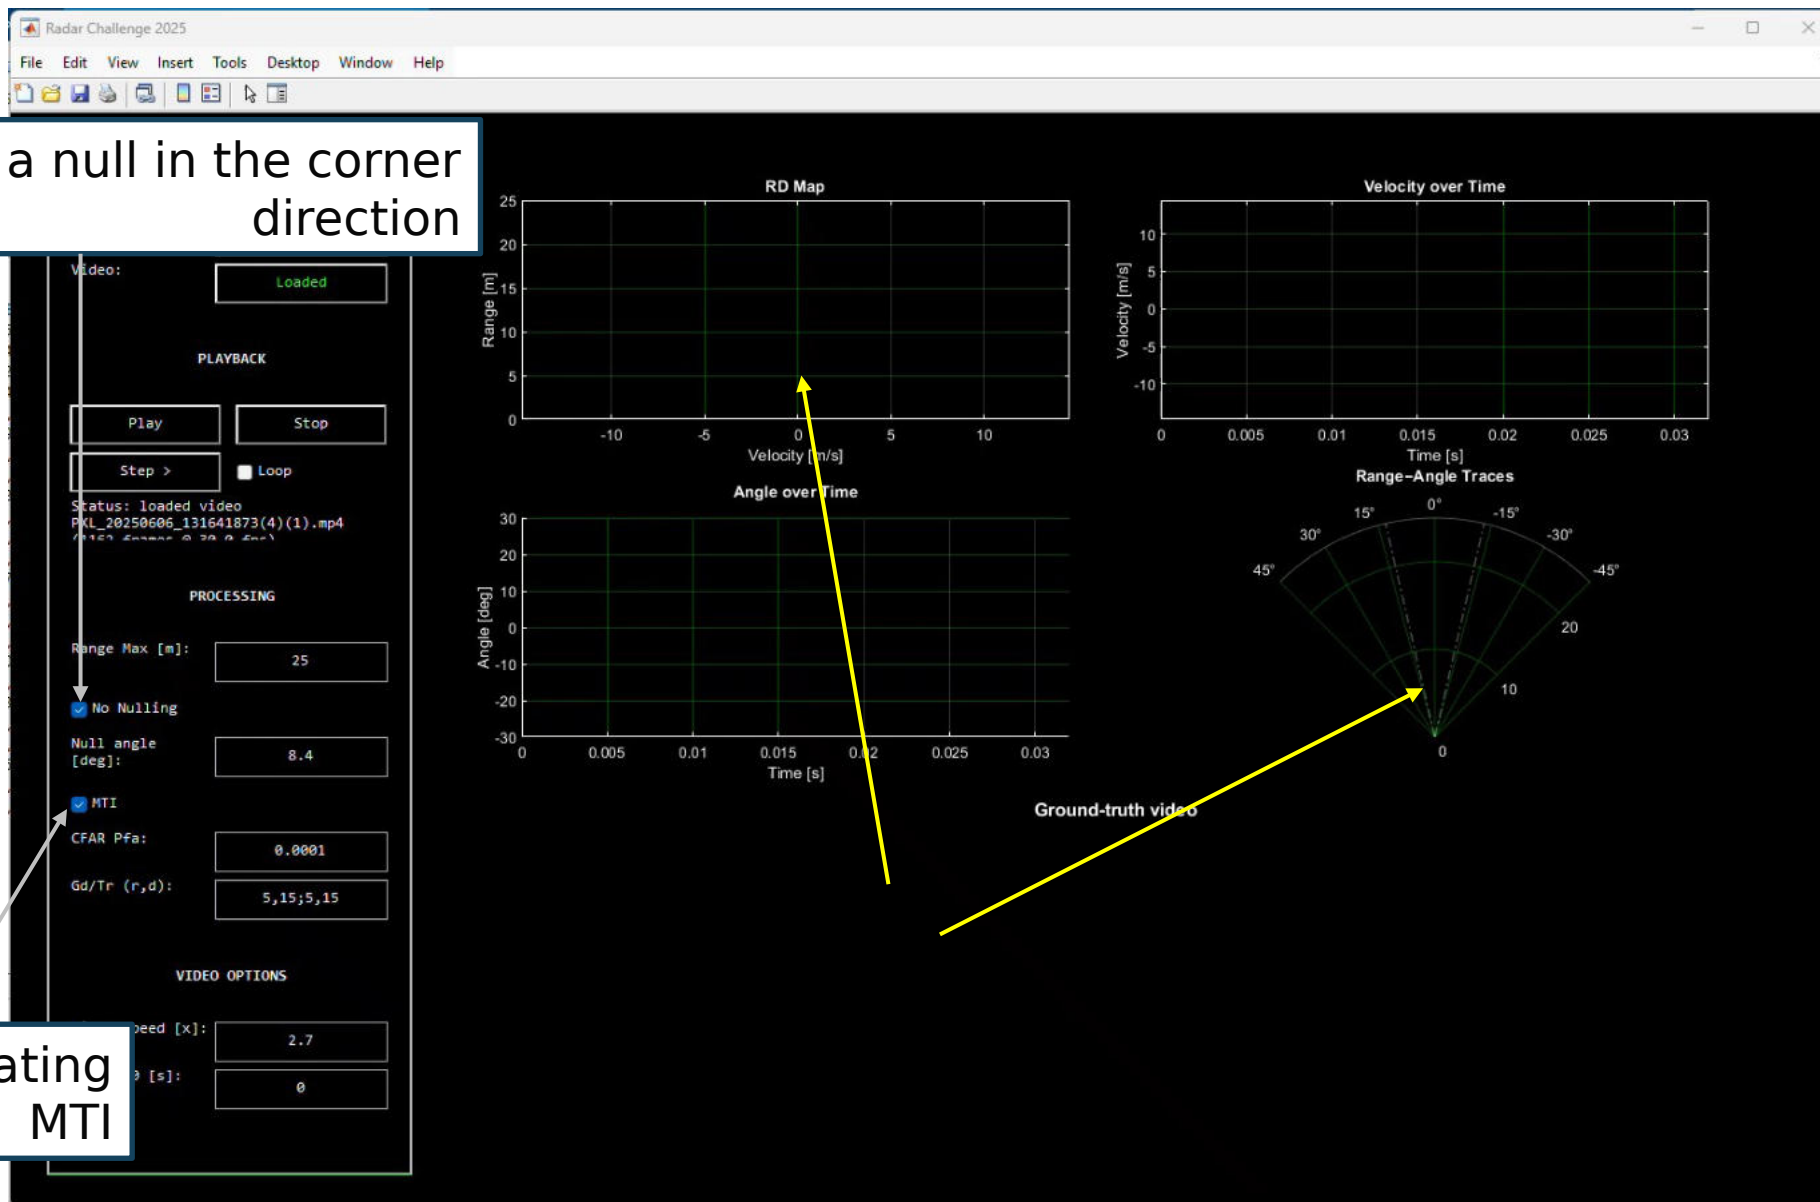 Radar Challenge 2025
File Edit View Insert Tools Desktop Window Help
a null in the corner
direction
Video: Loaded
PLAYBACK
Play Stop
Step > Loop
Status: loaded video
PXL_20250606_131641873(4)(1).mp4
(1162 frames @ 30.0 fps)
PROCESSING
Range Max [m]: 25
No Nulling
Null angle
[deg]: 8.4
MTI
CFAR Pfa: 0.0001
Gd/Tr (r,d): 5,15;5,15
VIDEO OPTIONS
[x]: 2.7
[s]: 0
MTI
RD Map
25
20
15
10
5
0
Range [m]
-10 -5 0 5 10
Velocity [m/s]
Velocity over Time
10
5
0
-5
-10
Velocity [m/s]
0 0.005 0.01 0.015 0.02 0.025 0.03
Time [s]
Angle over Time
30
20
10
0
-10
-20
-30
Angle [deg]
0 0.005 0.01 0.015 0.02 0.025 0.03
Time [s]
Range–Angle Traces
45° 30° 15° 0° -15° -30° -45°
20
10
0
Ground-truth video